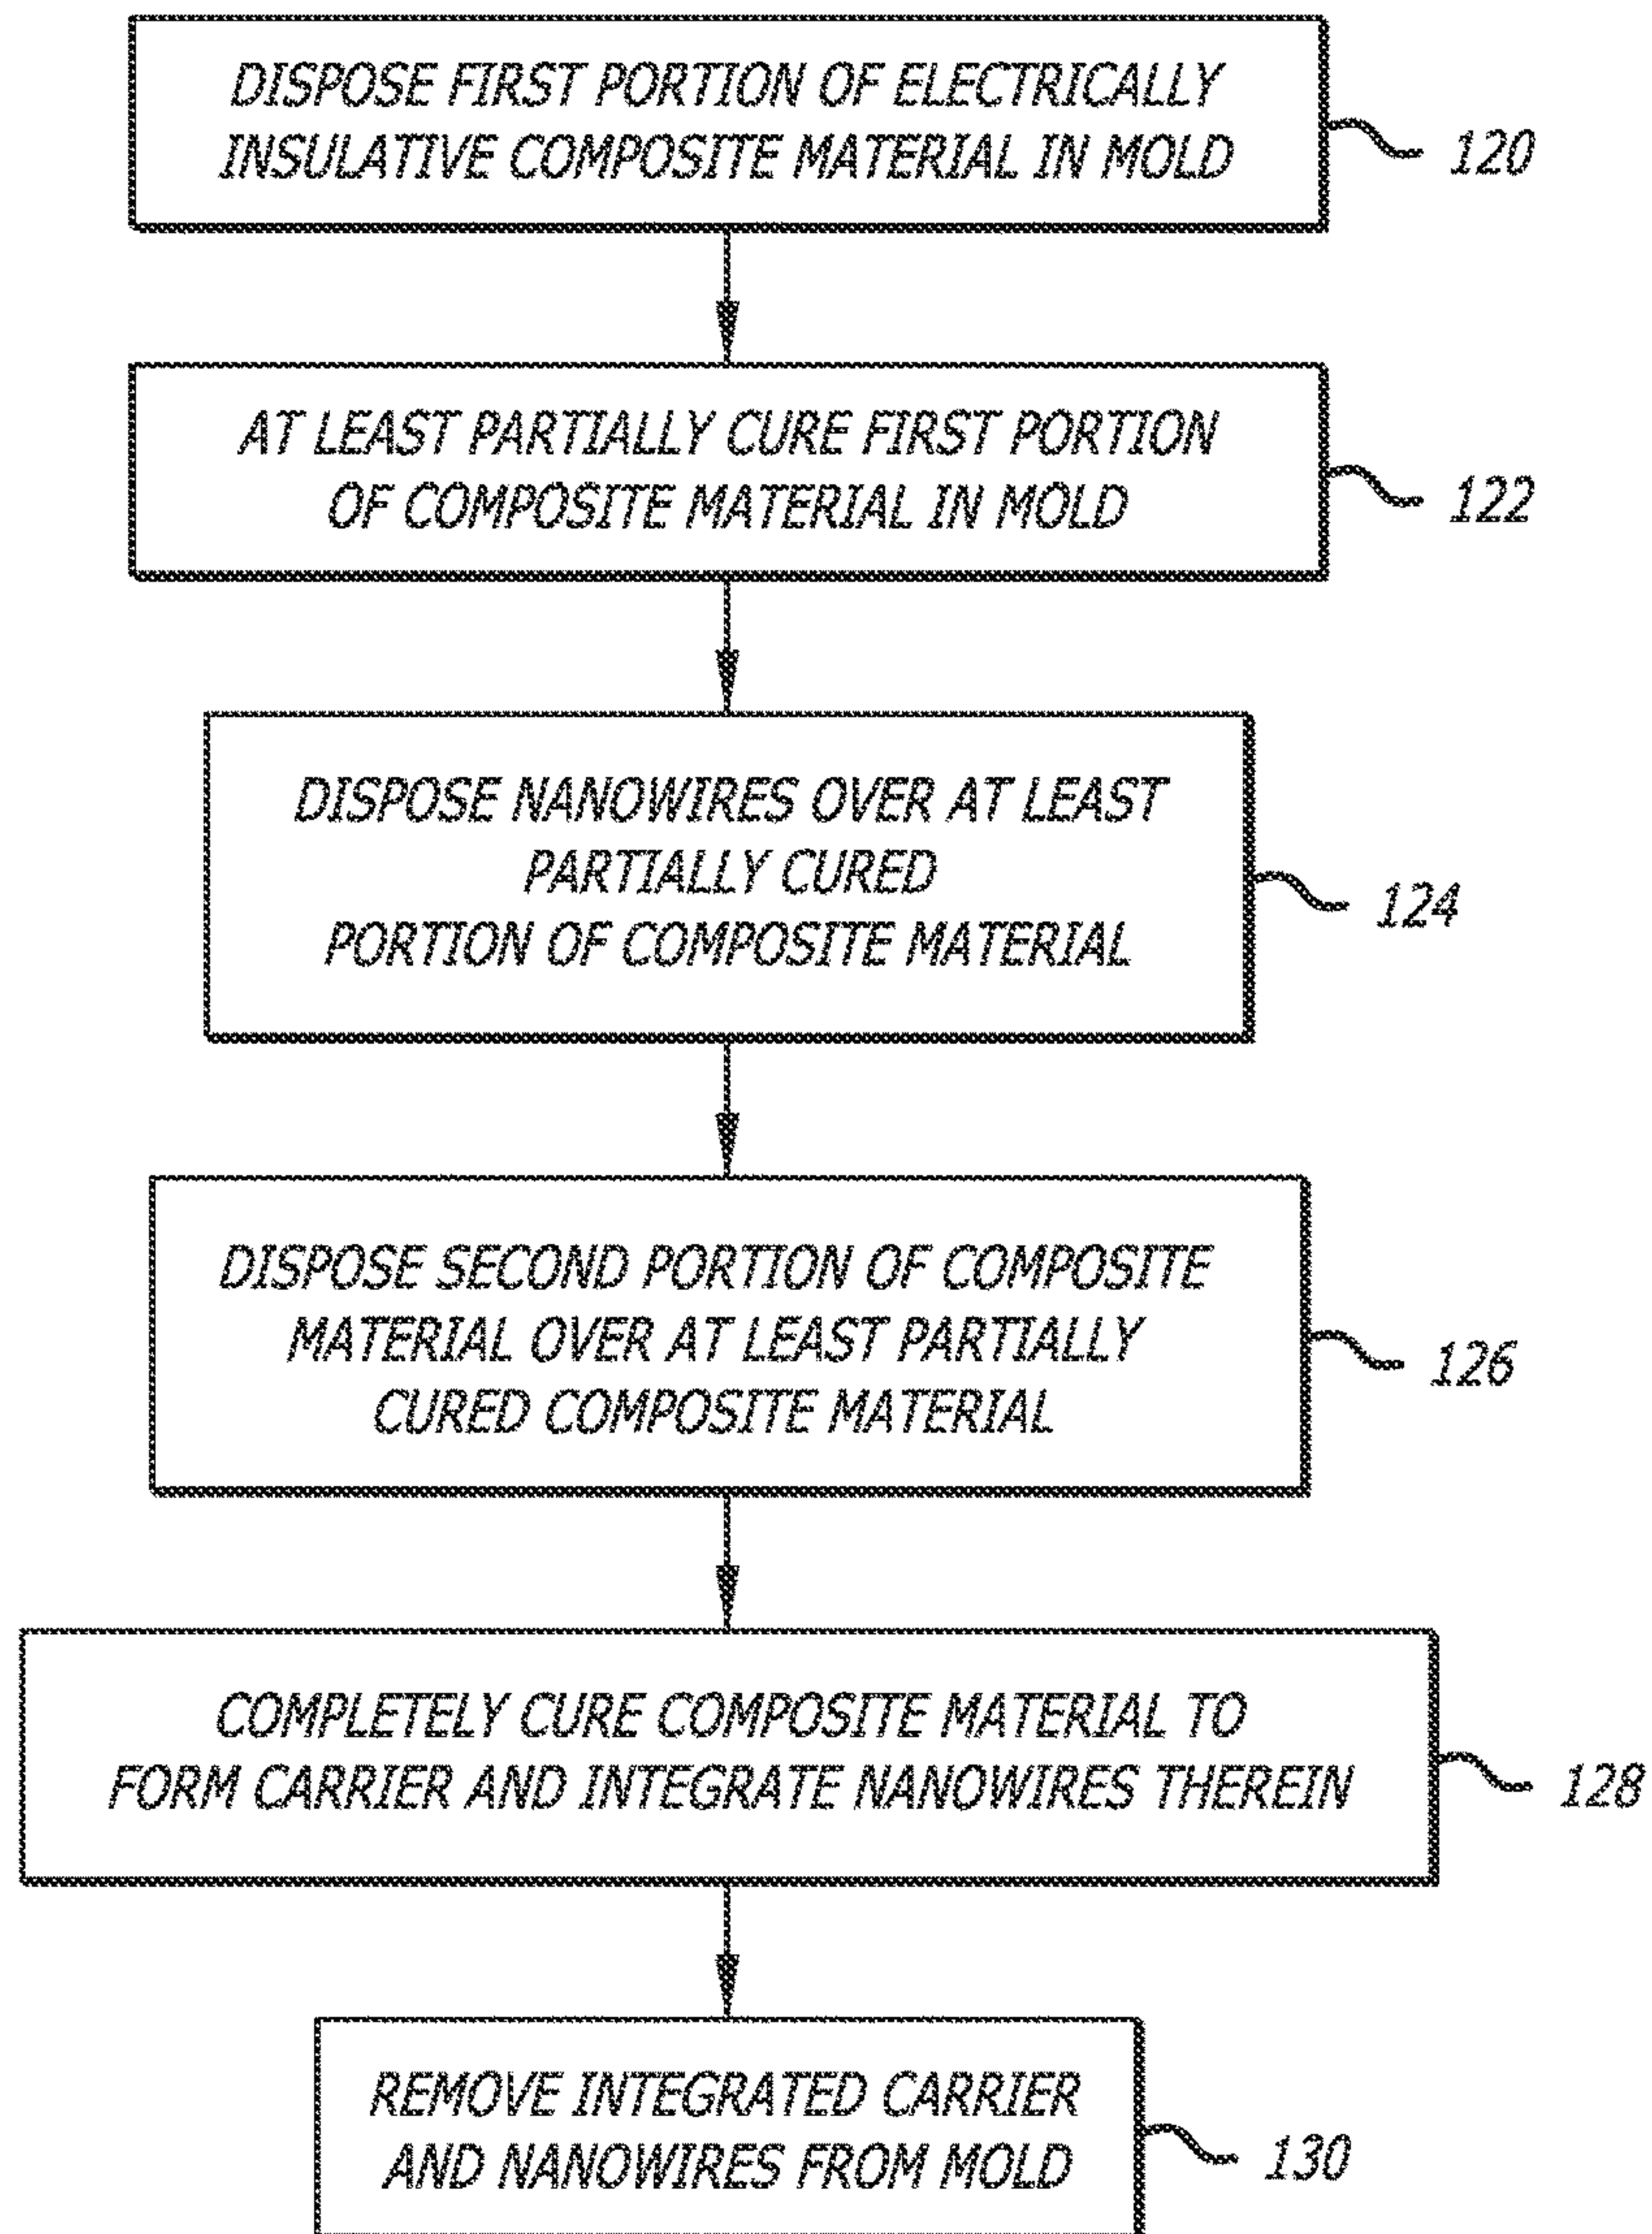 DISPOSE FIRST PORTION OF ELECTRICALLY
INSULATIVE COMPOSITE MATERIAL IN MOLD
120
AT LEAST PARTIALLY CURE FIRST PORTION
OF COMPOSITE MATERIAL IN MOLD
122
DISPOSE NANOWIRES OVER AT LEAST
PARTIALLY CURED
PORTION OF COMPOSITE MATERIAL
124
DISPOSE SECOND PORTION OF COMPOSITE
MATERIAL OVER AT LEAST PARTIALLY
CURED COMPOSITE MATERIAL
126
COMPLETELY CURE COMPOSITE MATERIAL TO
FORM CARRIER AND INTEGRATE NANOWIRES THEREIN
128
REMOVE INTEGRATED CARRIER
AND NANOWIRES FROM MOLD
130